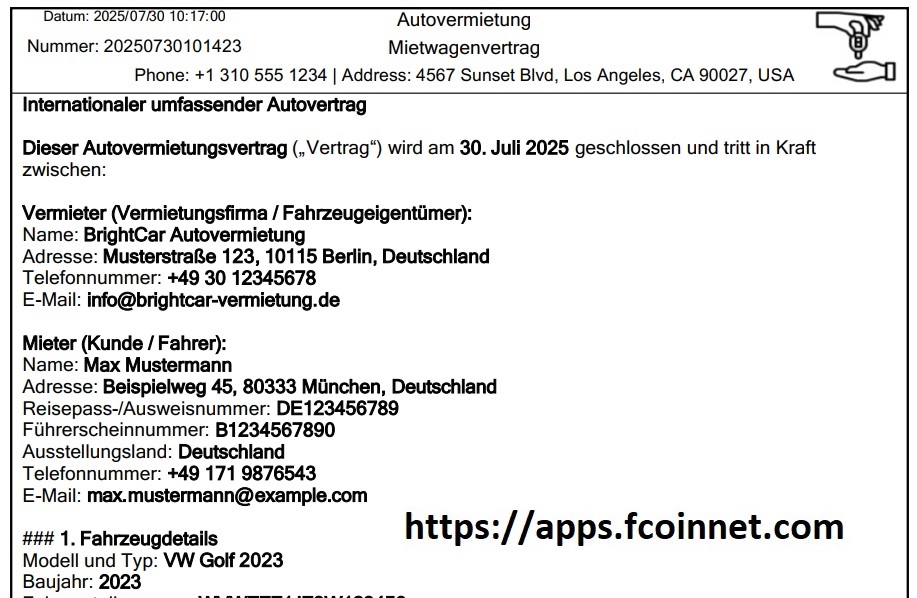 Datum: 2025/07/30 10:17:00
Autovermietung
Nummer: 20250730101423
Mietwagenvertrag
Phone: +1 310 555 1234 | Address: 4567 Sunset Blvd, Los Angeles, CA 90027, USA
Internationaler umfassender Autovertrag
Dieser Autovermietungsvertrag („Vertrag“) wird am 30. Juli 2025 geschlossen und tritt in Kraft
zwischen:
Vermieter (Vermietungsfirma / Fahrzeugeigentümer):
Name: BrightCar Autovermietung
Adresse: Musterstraße 123, 10115 Berlin, Deutschland
Telefonnummer: +49 30 12345678
E-Mail: info@brightcar-vermietung.de
Mieter (Kunde / Fahrer):
Name: Max Mustermann
Adresse: Beispielweg 45, 80333 München, Deutschland
Reisepass-/Ausweisnummer: DE123456789
Führerscheinnummer: B1234567890
Ausstellungsland: Deutschland
Telefonnummer: +49 171 9876543
E-Mail: max.mustermann@example.com
https://apps.fcoinnet.com
### 1. Fahrzeugdetails
Modell und Typ: VW Golf 2023
Baujahr: 2023